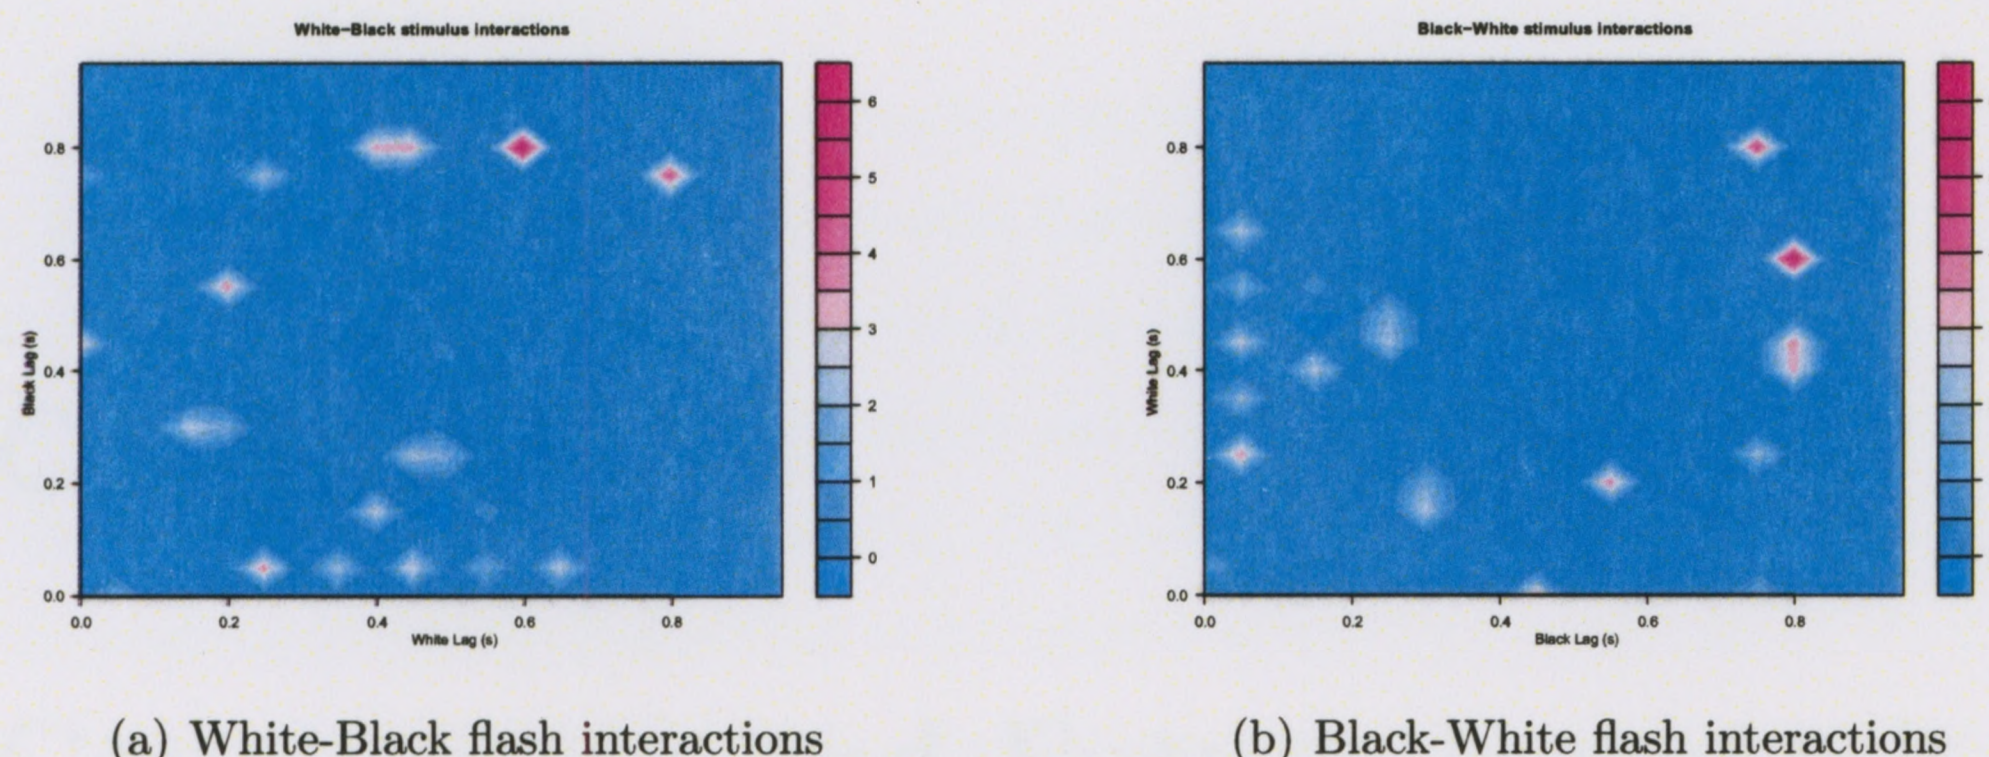 White-Black stimulus interactions
6
5
4
3
2
1
0
0.8
0.6
0.4
0.2
0.0
Black Lag (s)
0.0 0.2 0.4 0.6 0.8
White Lag (s)
(a) White-Black flash interactions
Black-White stimulus interactions
0.8
0.6
0.4
0.2
0.0
White Lag (s)
0.0 0.2 0.4 0.6 0.8
Black Lag (s)
(b) Black-White flash interactions